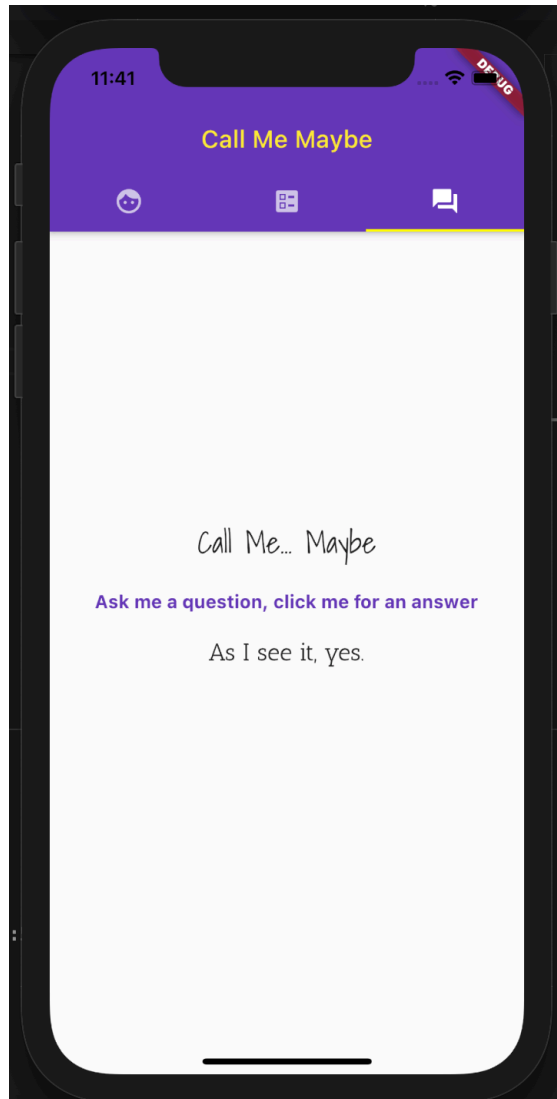 11:41
DEBUG
Call Me Maybe
Call Me... Maybe
Ask me a question, click me for an answer
As I see it, yes.